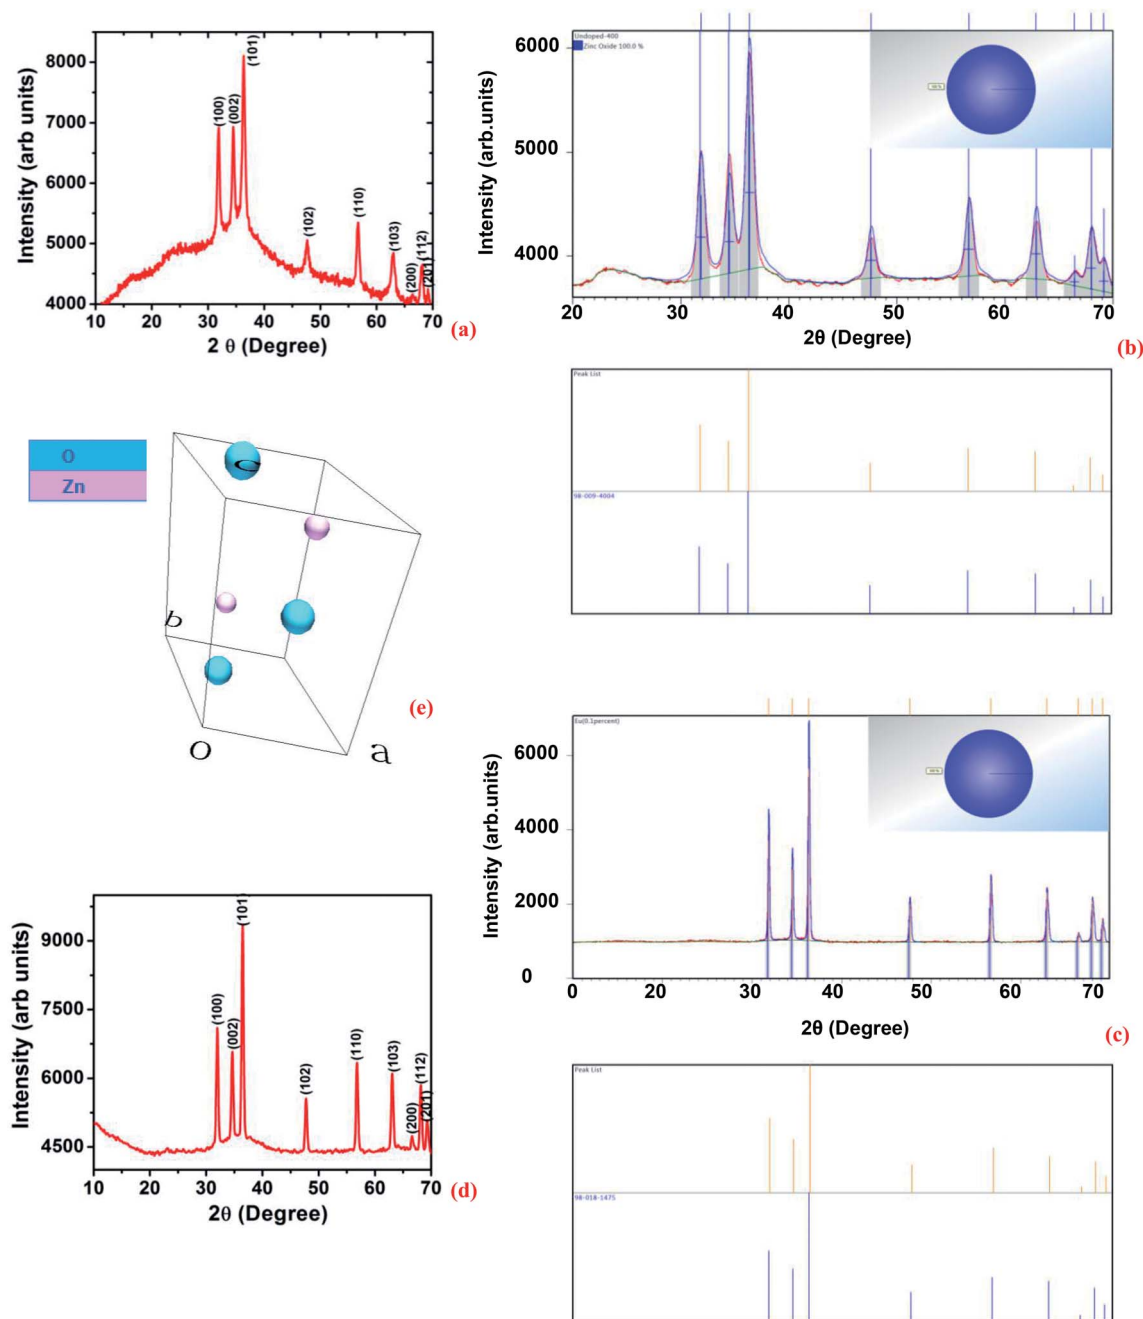 8000
7000
6000
5000
4000
Intensity (arb units)
(100)
(002)
(101)
(102)
(110)
(103)
(200)
(112)
(201)
10 20 30 40 50 60 70
2 θ (Degree)
(a)
Undoped-400
Zinc Oxide 100.0 %
6000
5000
4000
Intensity (arb.units)
20 30 40 50 60 70
2θ (Degree)
(b)
Peak List
98-009-4004
O
Zn
C
b
O
a
(e)
Eu(0.1percent)
6000
4000
2000
0
Intensity (arb.units)
0 20 30 40 50 60 70
2θ (Degree)
(c)
Peak List
98-018-1475
9000
7500
6000
4500
Intensity (arb units)
(100)
(002)
(101)
(102)
(110)
(103)
(200)
(112)
(201)
10 20 30 40 50 60 70
2θ (Degree)
(d)